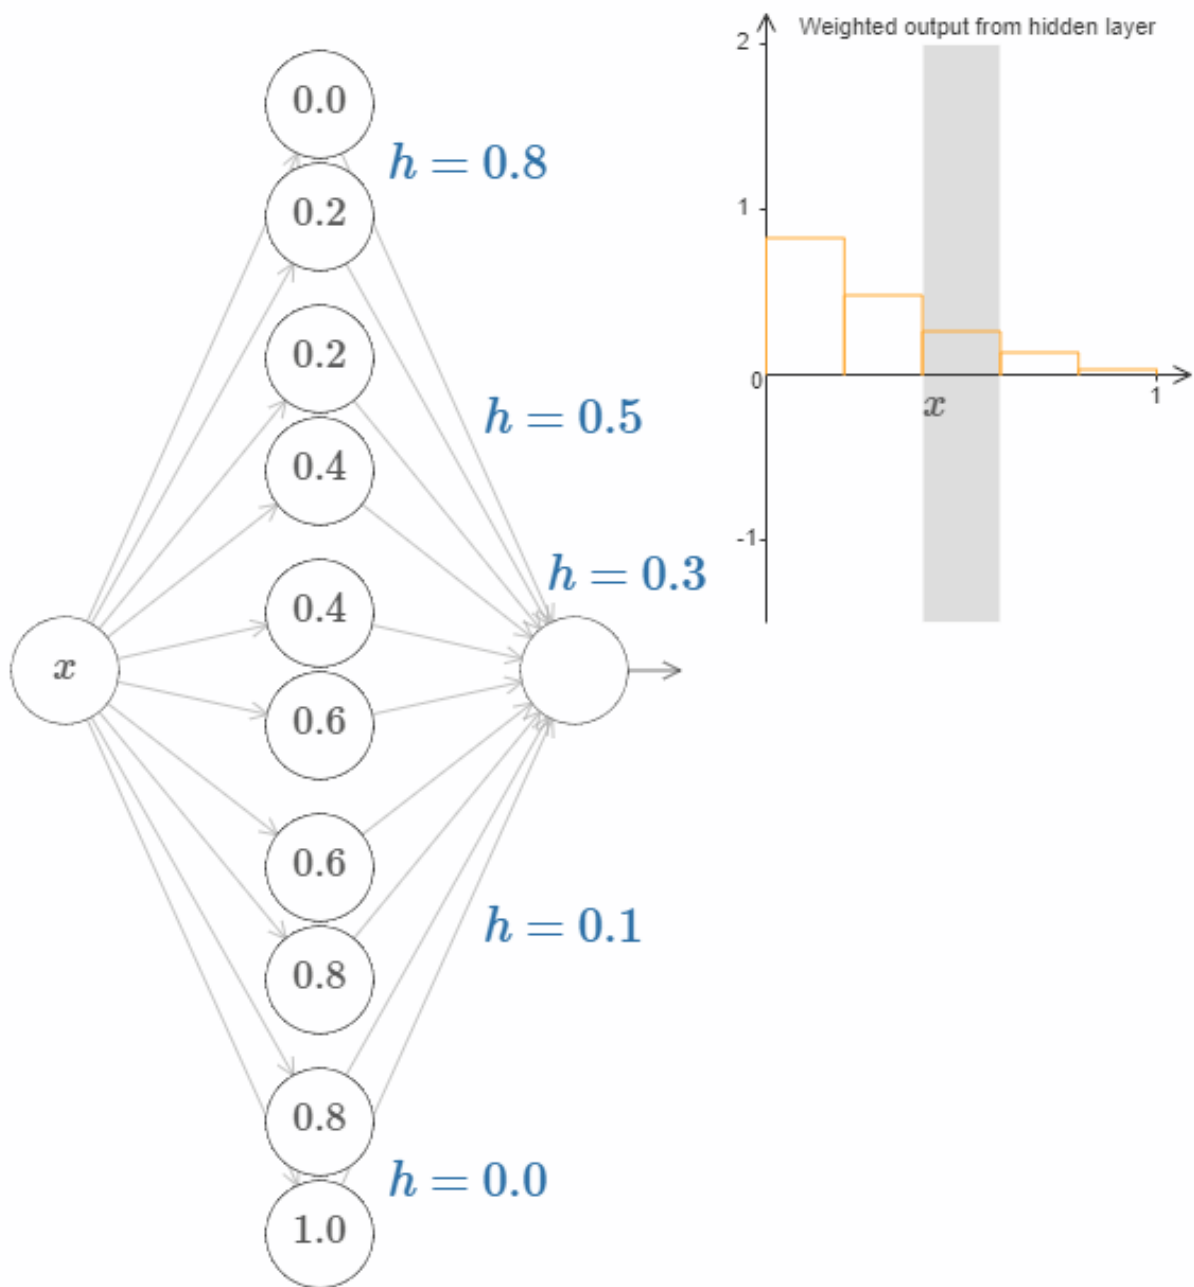 Weighted output from hidden layer
2
1
0
-1
x
1
0.0
h = 0.8
0.2
0.2
h = 0.5
0.4
h = 0.3
0.4
x
0.6
0.6
h = 0.1
0.8
0.8
h = 0.0
1.0